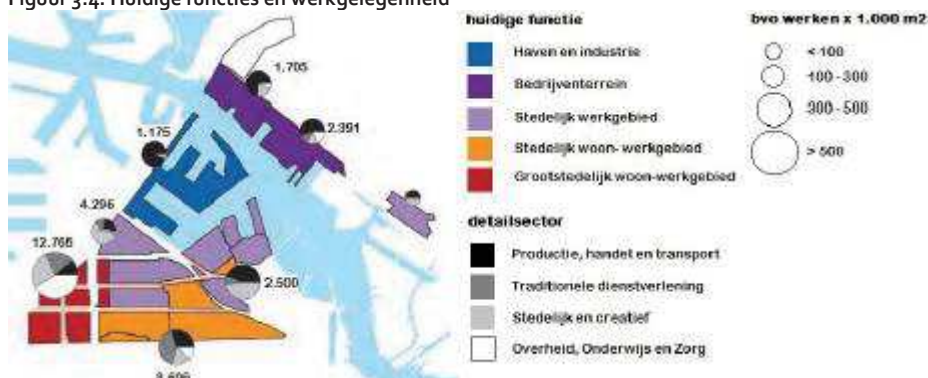 Figuur 3.4: Huidige functies en werkgelegenheid
huidige functie
Haven en industrie
Bedrijventerrein
Stedelijk werkgebied
Stedelijk woon- werkgebied
Grootstedelijk woon-werkgebied
bvo werken x 1.000 m2
< 100
100 - 300
300 - 500
> 500
detailsector
Productie, handel en transport
Traditionele dienstverlening
Stedelijk en creatief
Overheid, Onderwijs en Zorg
1.705
2.391
1.175
4.296
12.766
2.500